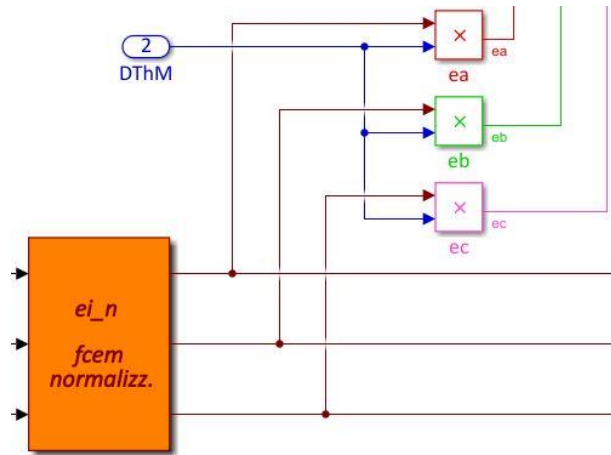 2
DThM
×
ea
ea
×
eb
eb
×
ec
ec
ei_n
fcem
normalizz.